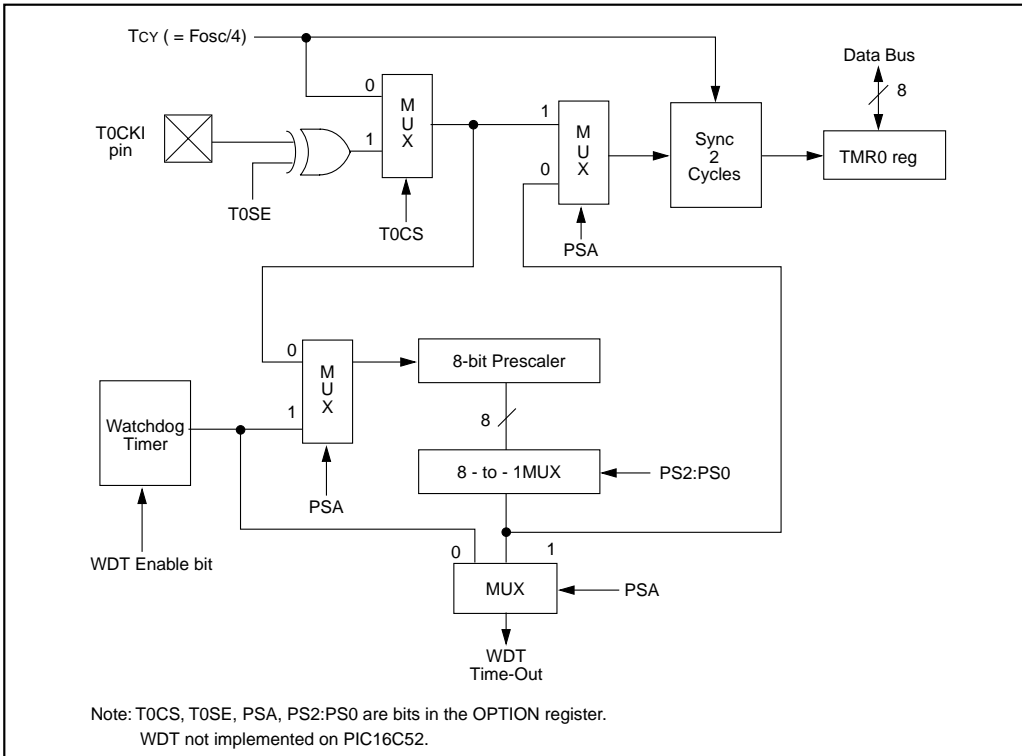 TCY ( = Fosc/4)
Data Bus
8
0
M
U
X
1
T0CKI
pin
T0SE
T0CS
1
0
M
U
X
PSA
Sync
2
Cycles
TMR0 reg
0
1
M
U
X
PSA
8-bit Prescaler
8
Watchdog
Timer
WDT Enable bit
8 - to - 1MUX
PS2:PS0
0
1
MUX
PSA
WDT
Time-Out
Note: T0CS, T0SE, PSA, PS2:PS0 are bits in the OPTION register.
WDT not implemented on PIC16C52.